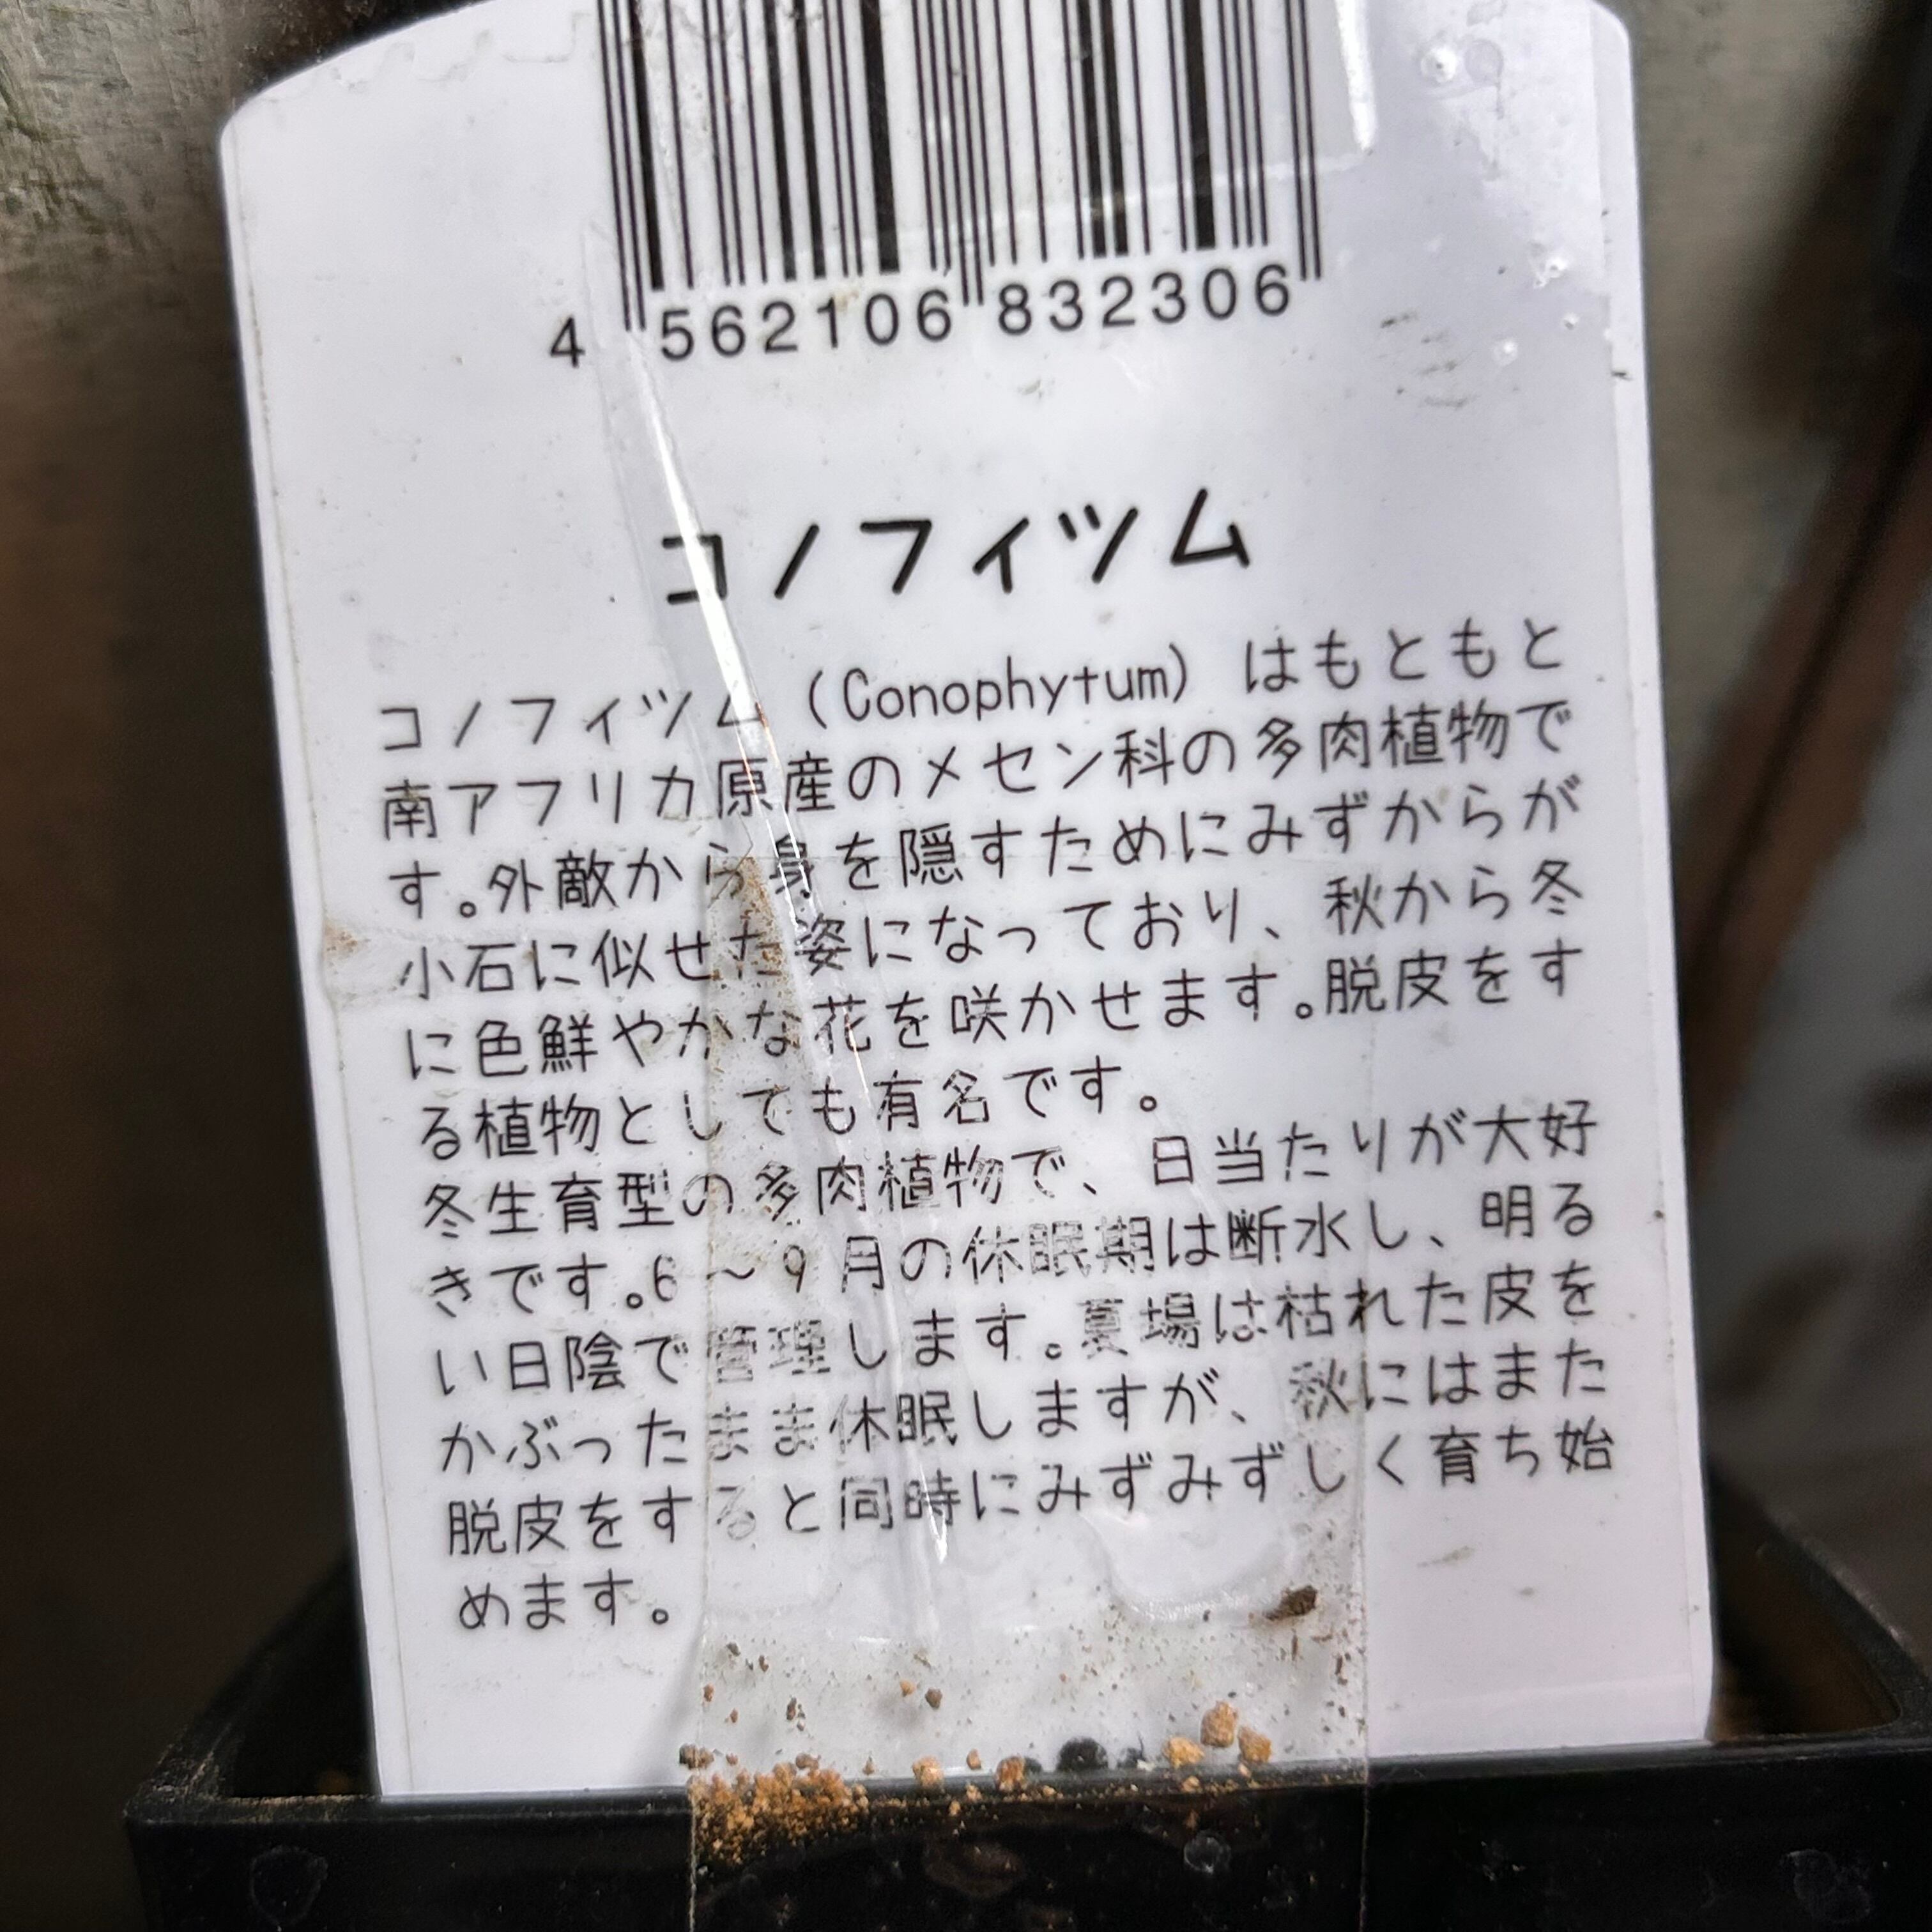 4 562106 832306
コノフィツム
コノフィツム (Conophytum) はもともと
南アフリカ原産のメセン科の多肉植物で
す。外敵から身を隠すためにみずからが
小石に似せた姿になっており、秋から冬
に色鮮やかな花を咲かせます。脱皮をす
る植物としても有名です。
冬生育型の多肉植物で、日当たりが大好
きです。6〜9月の休眠期は断水し、明る
い日陰で管理します。夏場は枯れた皮を
かぶったまま休眠しますが、秋にはまた
脱皮をすると同時にみずみずしく育ち始
めます。